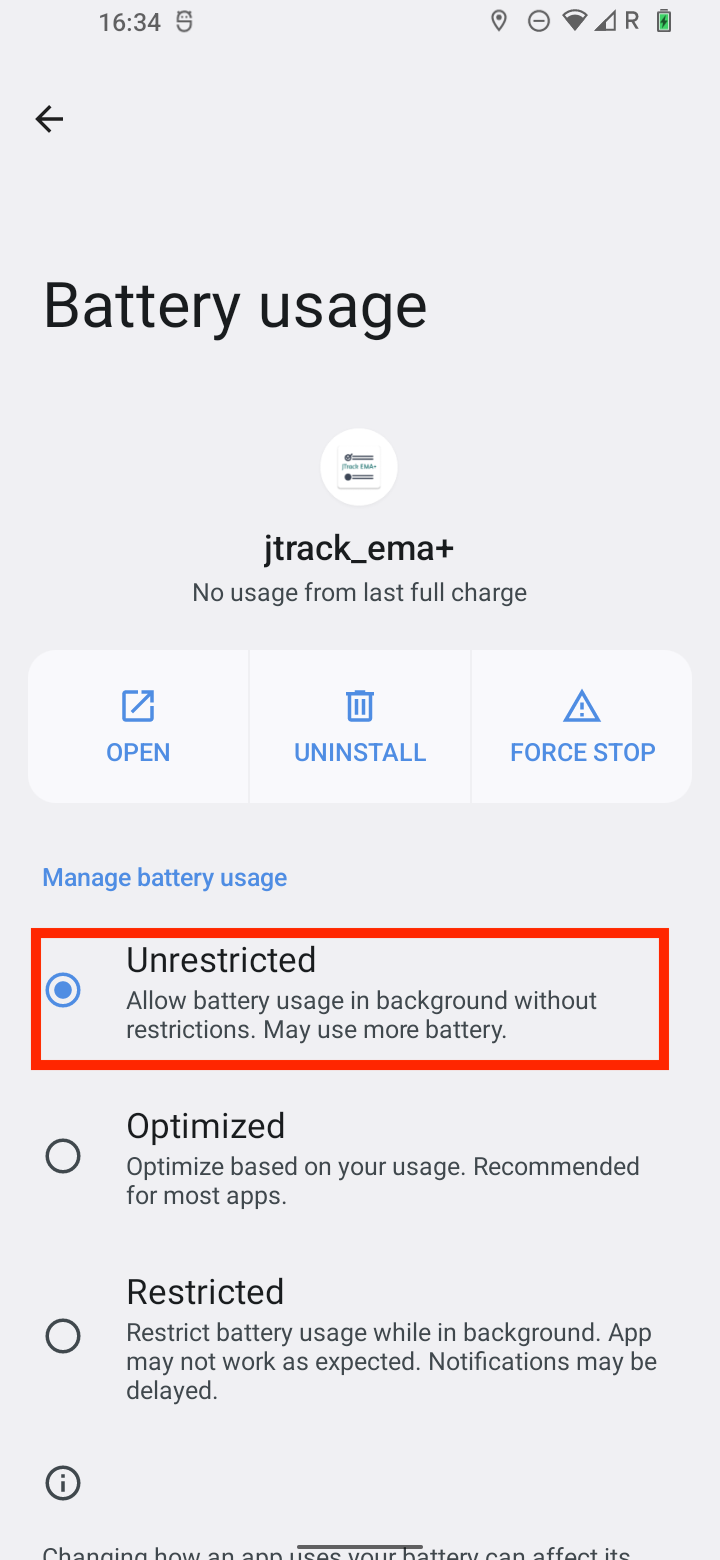 16:34
R
Battery usage
JTrack EMA+
jtrack_ema+
No usage from last full charge
OPEN
UNINSTALL
FORCE STOP
Manage battery usage
Unrestricted
Allow battery usage in background without
restrictions. May use more battery.
Optimized
Optimize based on your usage. Recommended
for most apps.
Restricted
Restrict battery usage while in background. App
may not work as expected. Notifications may be
delayed.
Changing how an app uses your battery can affect its